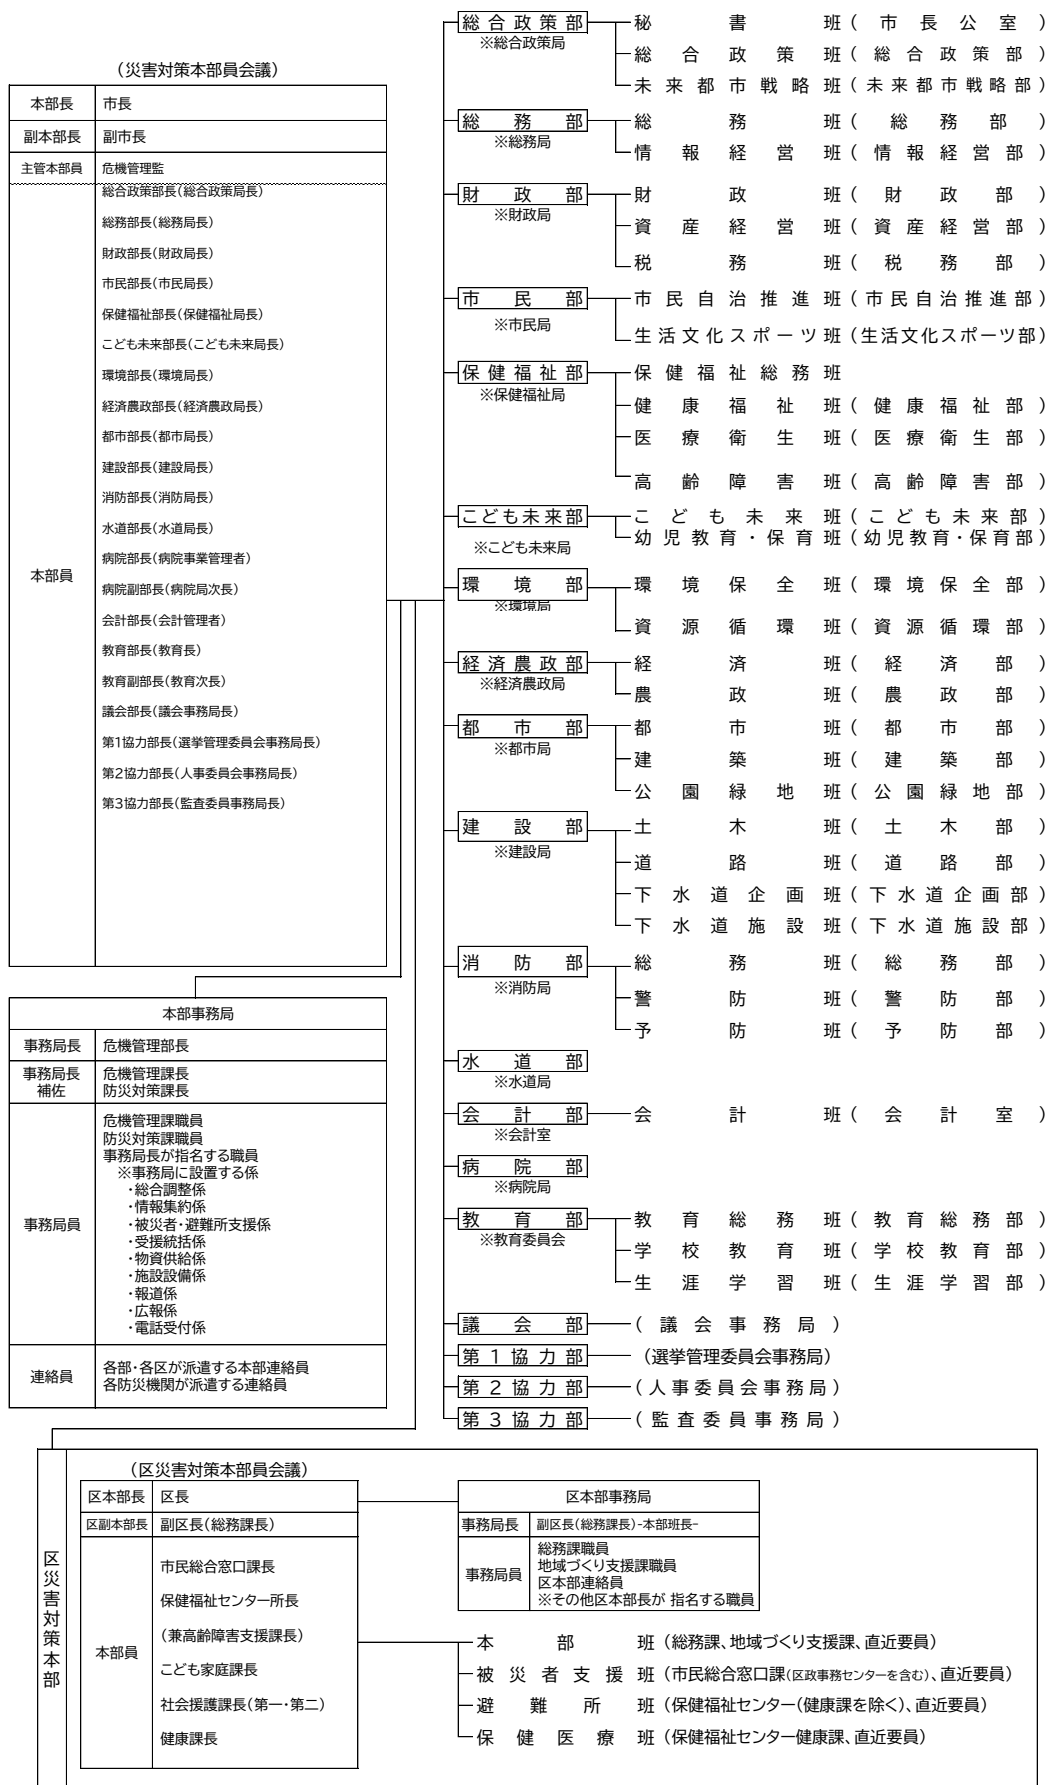 (災害対策本部員会議)
本部長 市長
副本部長 副市長
主管本部員 危機管理監
本部員
総合政策部長(総合政策局長)
総務部長(総務局長)
財政部長(財政局長)
市民部長(市民局長)
保健福祉部長(保健福祉局長)
こども未来部長(こども未来局長)
環境部長(環境局長)
経済農政部長(経済農政局長)
都市部長(都市局長)
建設部長(建設局長)
消防部長(消防局長)
水道部長(水道局長)
病院部長(病院事業管理者)
病院副部長(病院局次長)
会計部長(会計管理者)
教育部長(教育長)
教育副部長(教育次長)
議会部長(議会事務局長)
第1協力部長(選挙管理委員会事務局長)
第2協力部長(人事委員会事務局長)
第3協力部長(監査委員事務局長)
本部事務局
事務局長 危機管理部長
事務局長
補佐
危機管理課長
防災対策課長
事務局員
危機管理課職員
防災対策課職員
事務局長が指名する職員
※事務局に設置する係
・総合調整係
・情報集約係
・被災者・避難所支援係
・受援統括係
・物資供給係
・施設設備係
・報道係
・広報係
・電話受付係
連絡員
各部・各区が派遣する本部連絡員
各防災機関が派遣する連絡員
総合政策部 秘書班(市長公室)
※総合政策局
総合政策班(総合政策部)
未来都市戦略班(未来都市戦略部)
総務部 総務班(総務部)
※総務局
情報経営班(情報経営部)
財政部 財政班(財政部)
※財政局
資産経営班(資産経営部)
税務班(税務部)
市民部 市民自治推進班(市民自治推進部)
※市民局
生活文化スポーツ班(生活文化スポーツ部)
保健福祉部 保健福祉総務班
※保健福祉局
健康福祉班(健康福祉部)
医療衛生班(医療衛生部)
高齢障害班(高齢障害部)
こども未来部 こども未来班(こども未来部)
幼児教育・保育班(幼児教育・保育部)
※こども未来局
環境部 環境保全班(環境保全部)
※環境局
資源循環班(資源循環部)
経済農政部 経済班(経済部)
※経済農政局
農政班(農政部)
都市部 都市班(都市部)
※都市局
建築班(建築部)
公園緑地班(公園緑地部)
建設部 土木班(土木部)
※建設局
道路班(道路部)
下水道企画班(下水道企画部)
下水道施設班(下水道施設部)
消防部 総務班(総務部)
※消防局
警防班(警防部)
予防班(予防部)
水道部
※水道局
会計部 会計班(会計室)
※会計室
病院部
※病院局
教育部 教育総務班(教育総務部)
※教育委員会
学校教育班(学校教育部)
生涯学習班(生涯学習部)
議会部 (議会事務局)
第1協力部 (選挙管理委員会事務局)
第2協力部 (人事委員会事務局)
第3協力部 (監査委員事務局)
区災害対策本部
(区災害対策本部員会議)
区本部長 区長
区副本部長 副区長(総務課長)
本部員
市民総合窓口課長
保健福祉センター所長
(兼高齢障害支援課長)
こども家庭課長
社会援護課長(第一・第二)
健康課長
区本部事務局
事務局長 副区長(総務課長)-本部班長-
事務局員
総務課職員
地域づくり支援課職員
区本部連絡員
※その他区本部長が 指名する職員
本部班(総務課、地域づくり支援課、直近要員)
被災者支援班(市民総合窓口課(区政事務センターを含む)、直近要員)
避難所班(保健福祉センター(健康課を除く)、直近要員)
保健医療班(保健福祉センター健康課、直近要員)